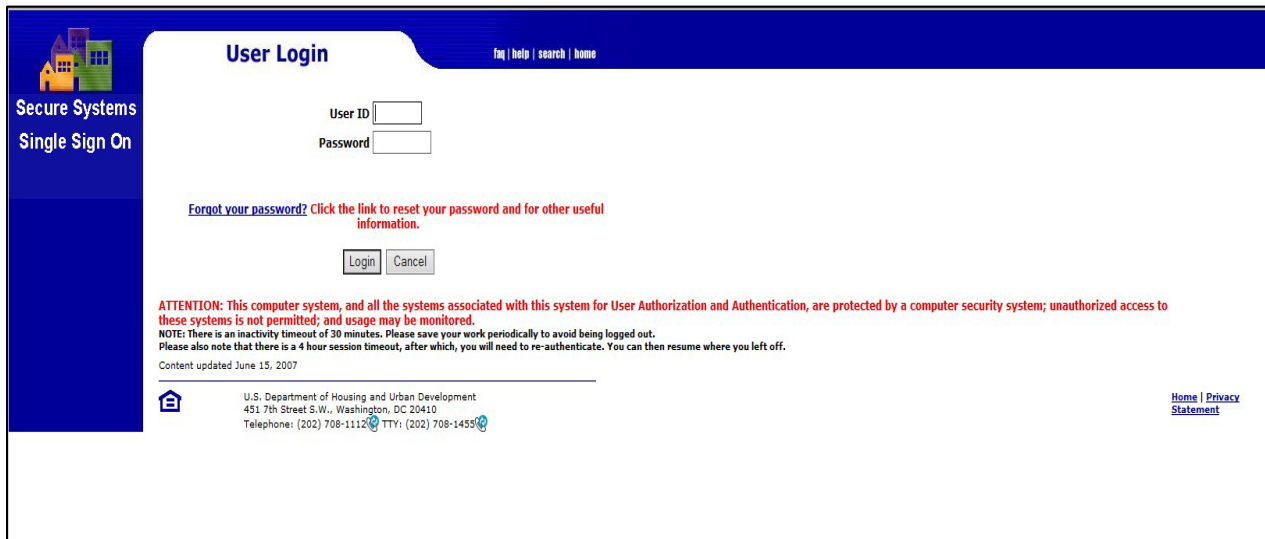 Secure Systems
Single Sign On
User Login
faq | help | search | home
User ID
Password
Forgot your password? Click the link to reset your password and for other useful
information.
Login Cancel
ATTENTION: This computer system, and all the systems associated with this system for User Authorization and Authentication, are protected by a computer security system; unauthorized access to
these systems is not permitted; and usage may be monitored.
NOTE: There is an inactivity timeout of 30 minutes. Please save your work periodically to avoid being logged out.
Please also note that there is a 4 hour session timeout, after which, you will need to re-authenticate. You can then resume where you left off.
Content updated June 15, 2007
U.S. Department of Housing and Urban Development
451 7th Street S.W., Washington, DC 20410
Telephone: (202) 708-1112 TTY: (202) 708-1455
Home | Privacy
Statement